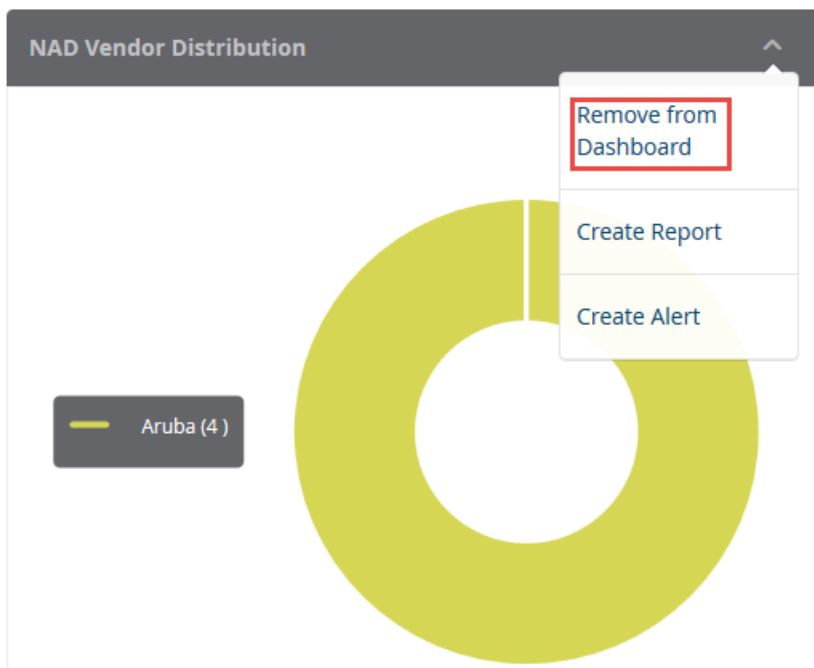 NAD Vendor Distribution
Remove from
Dashboard
Create Report
Create Alert
Aruba (4 )